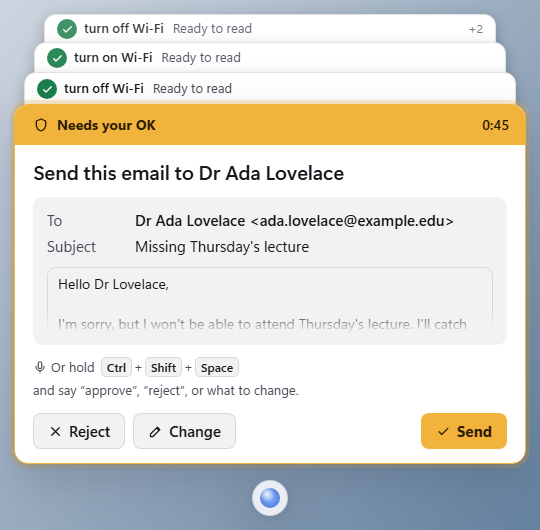 turn off Wi-Fi Ready to read +2
turn on Wi-Fi Ready to read
turn off Wi-Fi Ready to read
Needs your OK 0:45
Send this email to Dr Ada Lovelace
To Dr Ada Lovelace <ada.lovelace@example.edu>
Subject Missing Thursday's lecture
Hello Dr Lovelace,
I'm sorry, but I won't be able to attend Thursday's lecture. I'll catch
Or hold Ctrl + Shift + Space
and say “approve”, “reject”, or what to change.
Reject Change Send